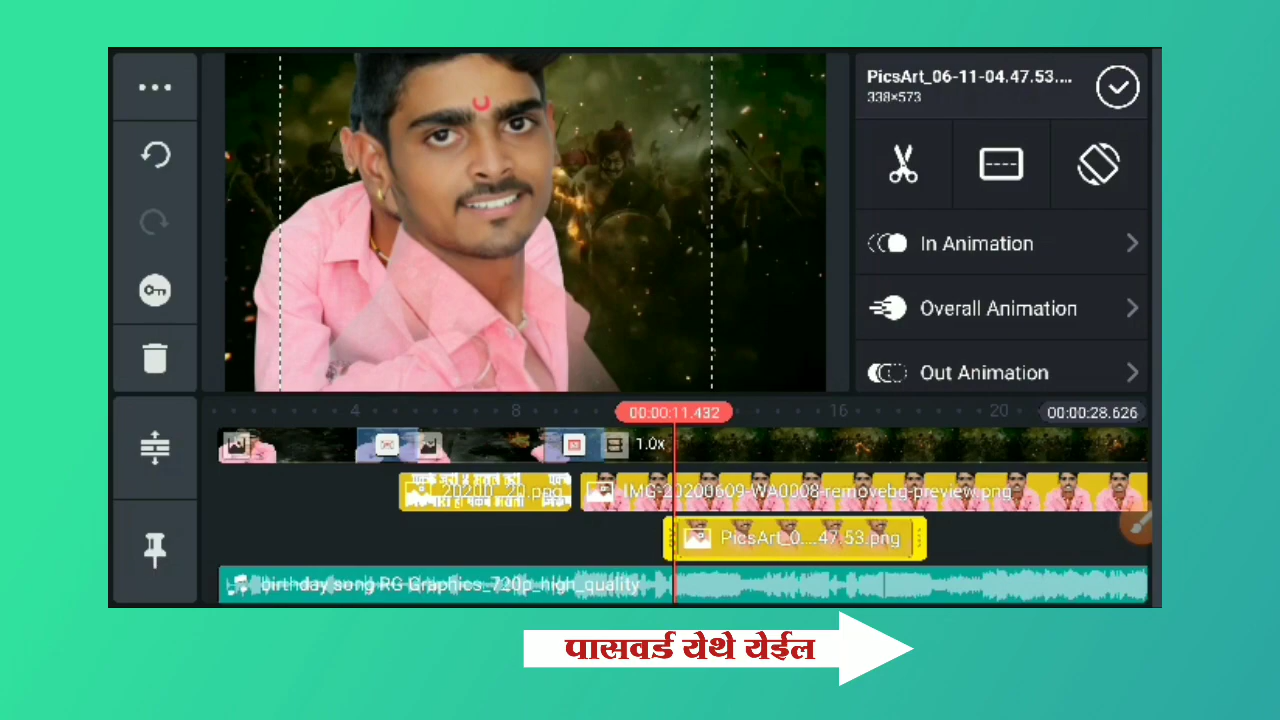 PicsArt_06-11-04.47.53....
338×573
In Animation
Overall Animation
Out Animation
4
8
00:00:11.432
16
20
00:00:28.626
1.0x
IMG-20200609-WA0008-removebg-preview.png
PicsArt_0....47.53.png
birthday song RG Graphics_720p_high_quality
पासवर्ड येथे येईल